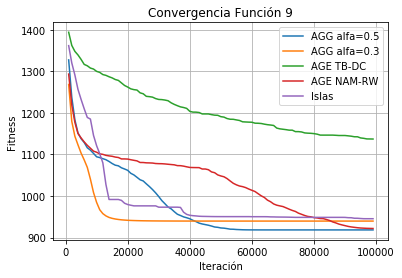 Convergencia Función 9
AGG alfa=0.5
AGG alfa=0.3
AGE TB-DC
AGE NAM-RW
Islas
1400
1300
1200
1100
1000
900
Fitness
0
20000
40000
60000
80000
100000
Iteración